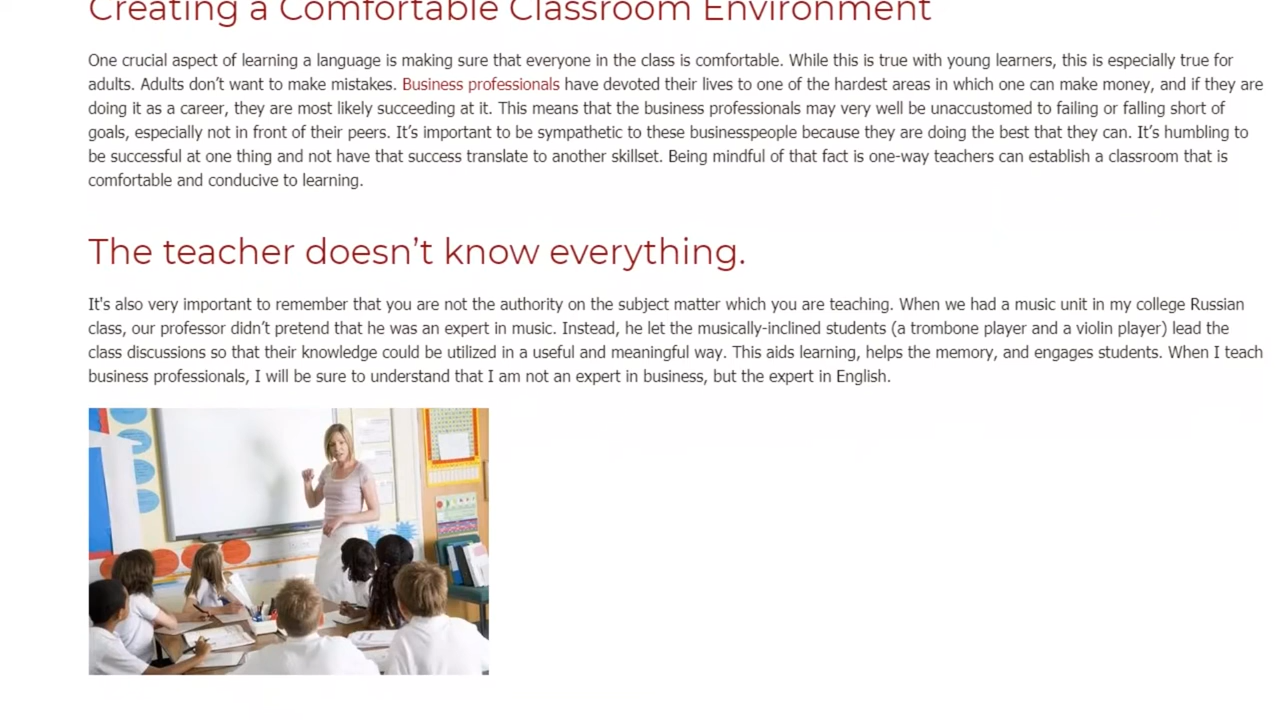 Creating a Comfortable Classroom Environment
One crucial aspect of learning a language is making sure that everyone in the class is comfortable. While this is true with young learners, this is especially true for
adults. Adults don’t want to make mistakes. Business professionals have devoted their lives to one of the hardest areas in which one can make money, and if they are
doing it as a career, they are most likely succeeding at it. This means that the business professionals may very well be unaccustomed to failing or falling short of
goals, especially not in front of their peers. It’s important to be sympathetic to these businesspeople because they are doing the best that they can. It’s humbling to
be successful at one thing and not have that success translate to another skillset. Being mindful of that fact is one-way teachers can establish a classroom that is
comfortable and conducive to learning.
The teacher doesn’t know everything.
It's also very important to remember that you are not the authority on the subject matter which you are teaching. When we had a music unit in my college Russian
class, our professor didn’t pretend that he was an expert in music. Instead, he let the musically-inclined students (a trombone player and a violin player) lead the
class discussions so that their knowledge could be utilized in a useful and meaningful way. This aids learning, helps the memory, and engages students. When I teach
business professionals, I will be sure to understand that I am not an expert in business, but the expert in English.